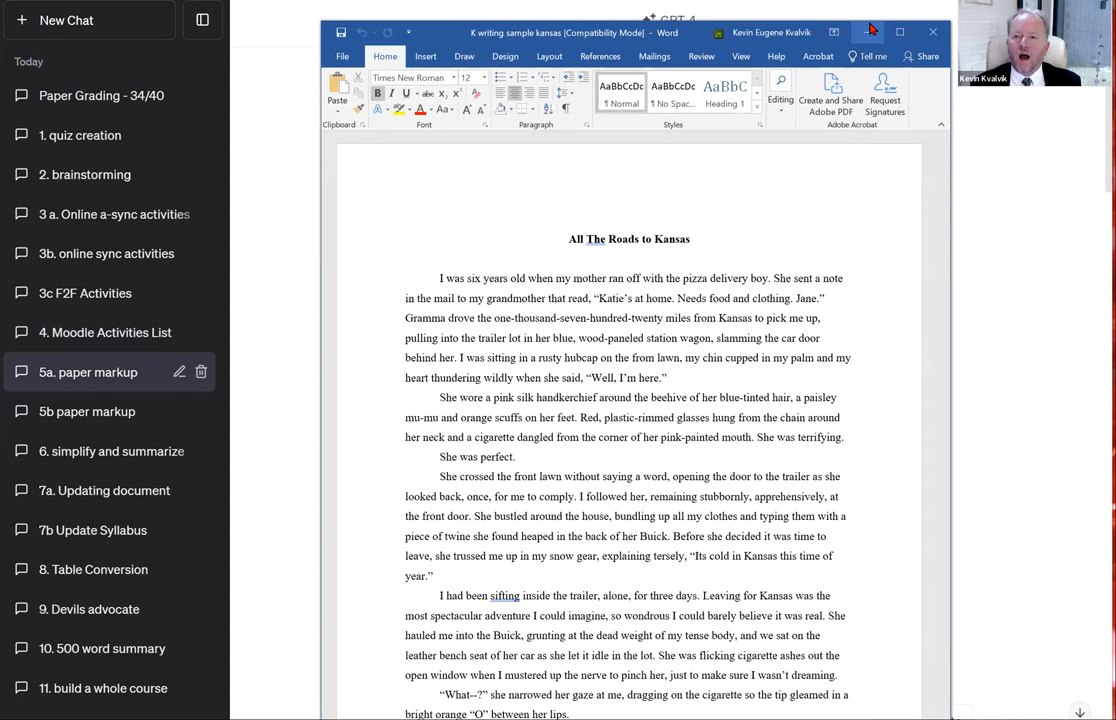 New Chat
Today
Paper Grading - 34/40
1. quiz creation
2. brainstorming
3 a. Online a-sync activities
3b. online sync activities
3c F2F Activities
4. Moodle Activities List
5a. paper markup
5b paper markup
6. simplify and summarize
7a. Updating document
7b Update Syllabus
8. Table Conversion
9. Devils advocate
10. 500 word summary
11. build a whole course
GPT-4
K writing sample kansas [Compatibility Mode] - Word
Kevin Eugene Kvalvik
File Home Insert Draw Design Layout References Mailings Review View Help Acrobat Tell me Share
Paste
Times New Roman 12
B I U abc X₂ X²
A A Aa A A
AaBbCcDc AaBbCcDc AaBbC
¶ Normal ¶ No Spac... Heading 1
Editing
Create and Share Adobe PDF
Request Signatures
Clipboard Font Paragraph Styles Adobe Acrobat
Kevin Kvalvik
All The Roads to Kansas
I was six years old when my mother ran off with the pizza delivery boy. She sent a note
in the mail to my grandmother that read, “Katie’s at home. Needs food and clothing. Jane.”
Gramma drove the one-thousand-seven-hundred-twenty miles from Kansas to pick me up,
pulling into the trailer lot in her blue, wood-paneled station wagon, slamming the car door
behind her. I was sitting in a rusty hubcap on the from lawn, my chin cupped in my palm and my
heart thundering wildly when she said, “Well, I’m here.”
She wore a pink silk handkerchief around the beehive of her blue-tinted hair, a paisley
mu-mu and orange scuffs on her feet. Red, plastic-rimmed glasses hung from the chain around
her neck and a cigarette dangled from the corner of her pink-painted mouth. She was terrifying.
She was perfect.
She crossed the front lawn without saying a word, opening the door to the trailer as she
looked back, once, for me to comply. I followed her, remaining stubbornly, apprehensively, at
the front door. She bustled around the house, bundling up all my clothes and typing them with a
piece of twine she found heaped in the back of her Buick. Before she decided it was time to
leave, she trussed me up in my snow gear, explaining tersely, “Its cold in Kansas this time of
year.”
I had been sifting inside the trailer, alone, for three days. Leaving for Kansas was the
most spectacular adventure I could imagine, so wondrous I could barely believe it was real. She
hauled me into the Buick, grunting at the dead weight of my tense body, and we sat on the
leather bench seat of her car as she let it idle in the lot. She was flicking cigarette ashes out the
open window when I mustered up the nerve to pinch her, just to make sure I wasn’t dreaming.
“What--?” she narrowed her gaze at me, dragging on the cigarette so the tip gleamed in a
bright orange “O” between her lips.